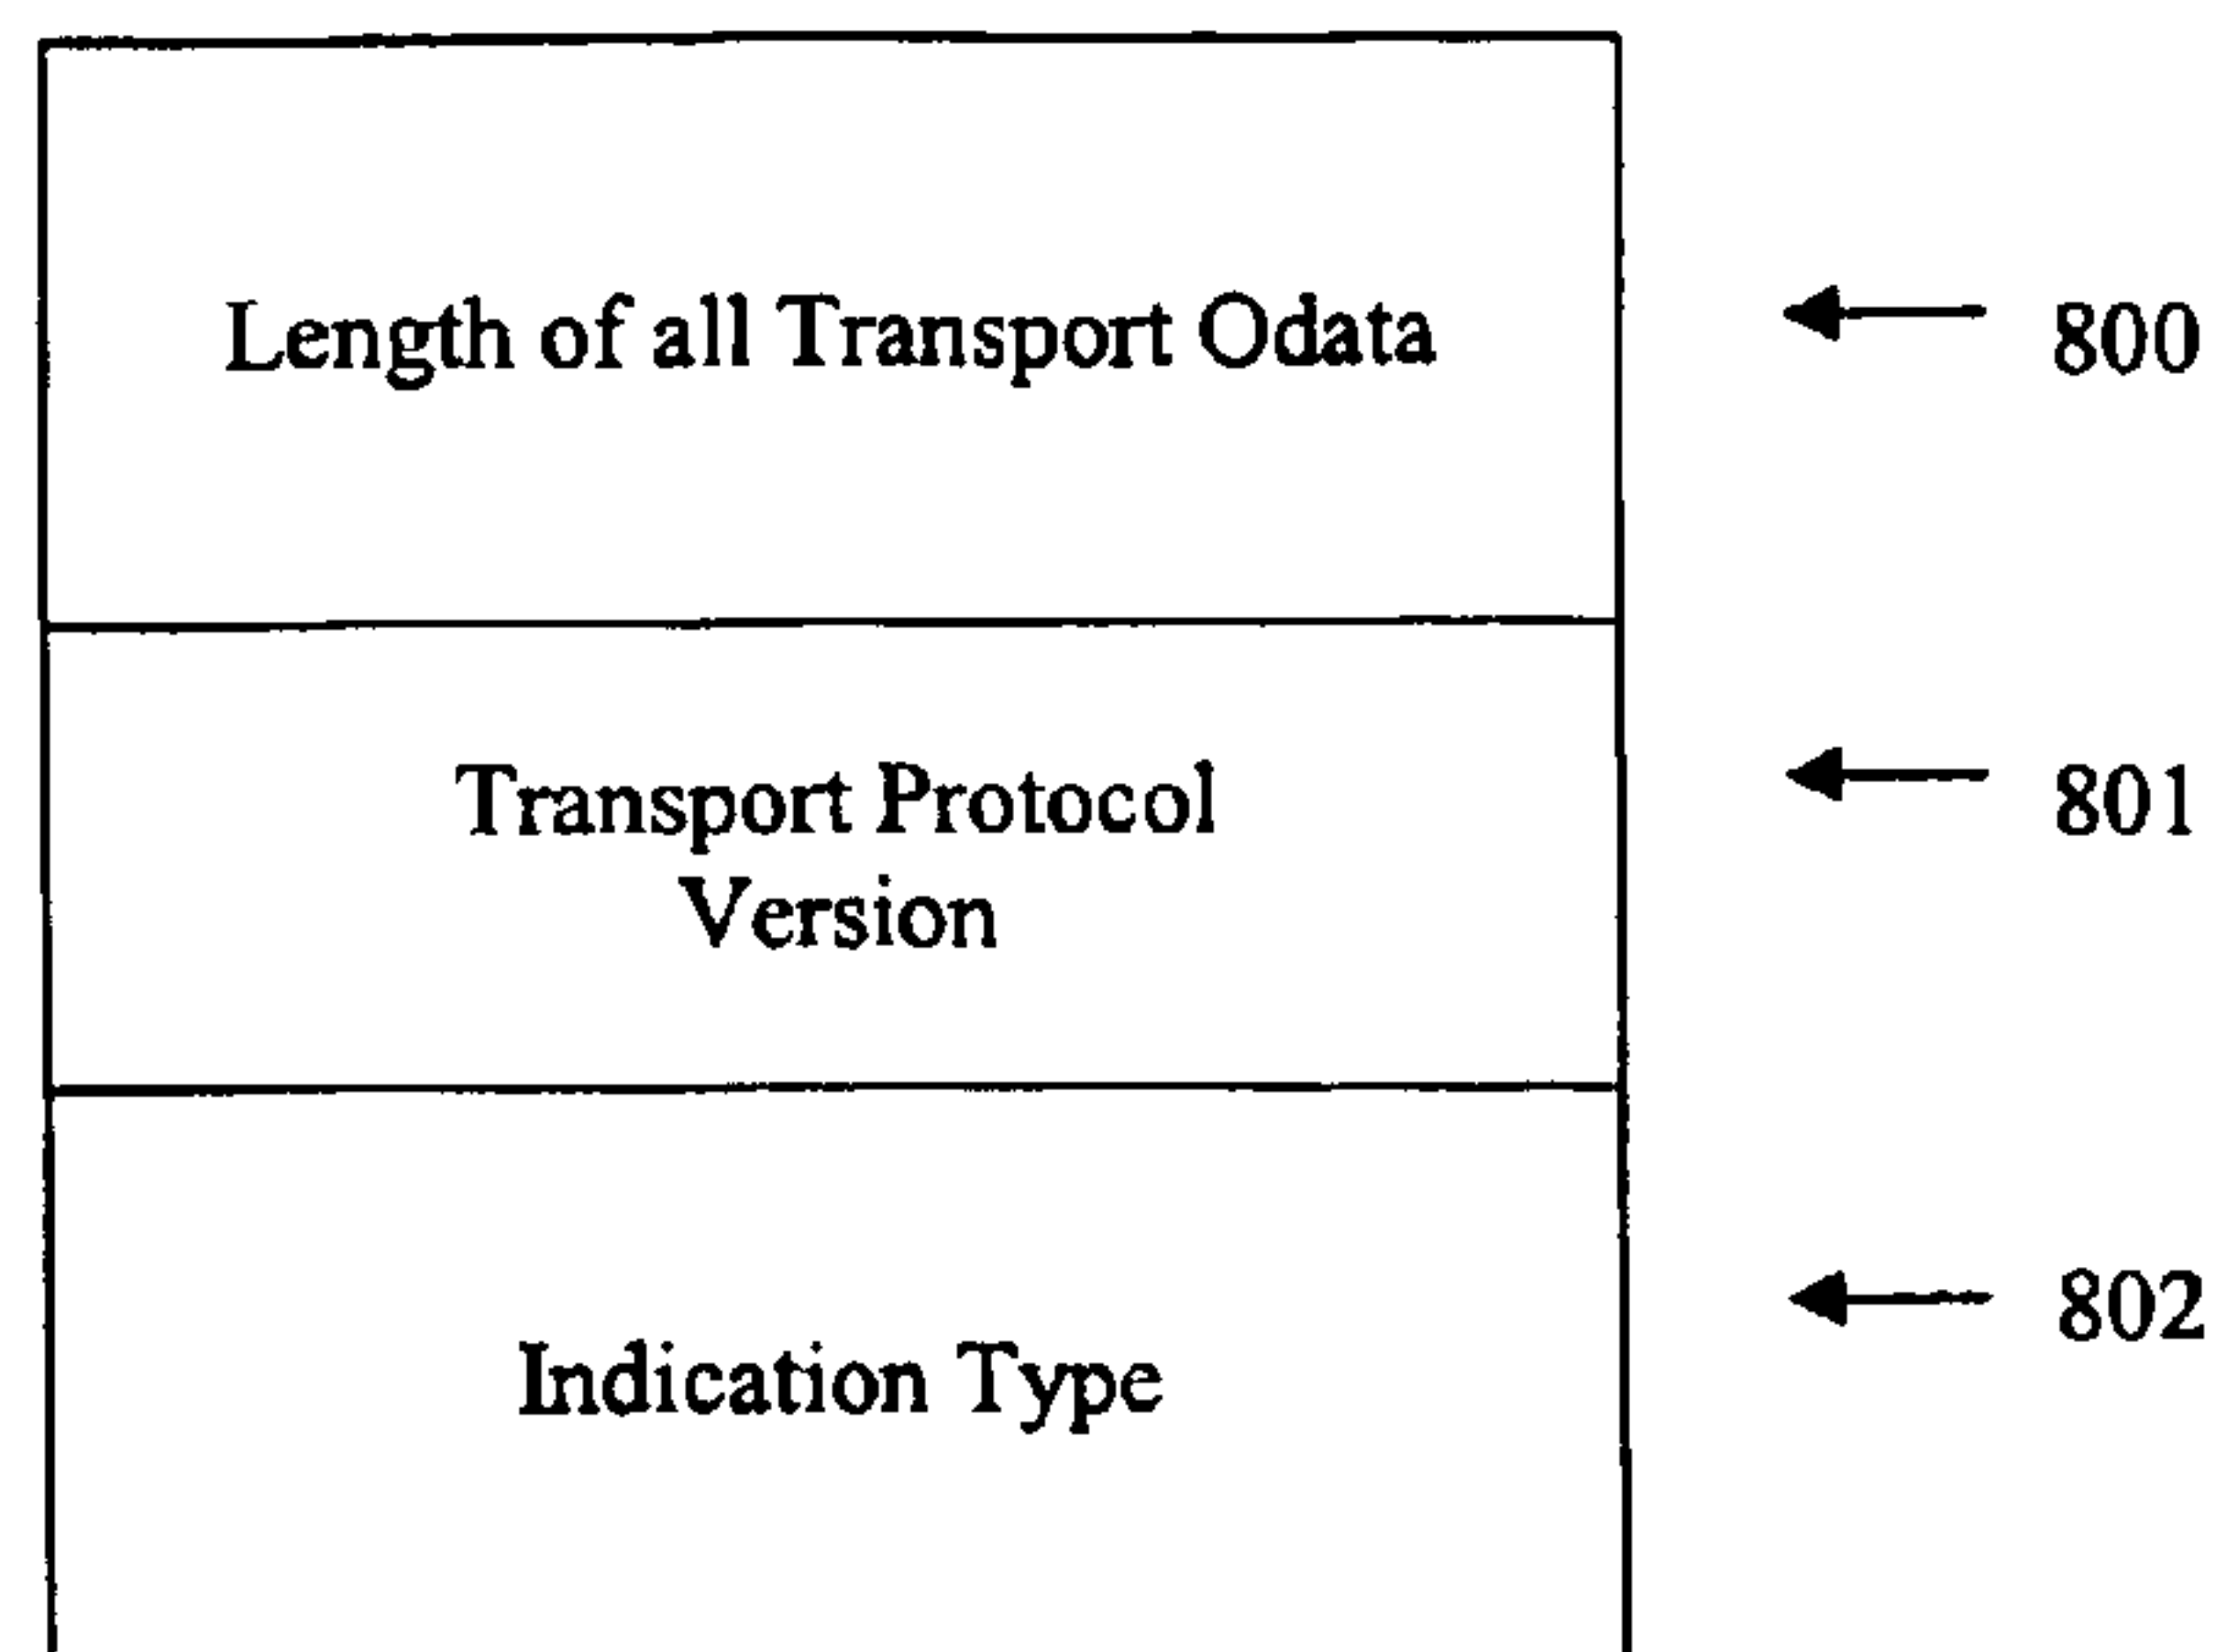 Length of all Transport Odata
800
Transport Protocol
Version
801
Indication Type
802